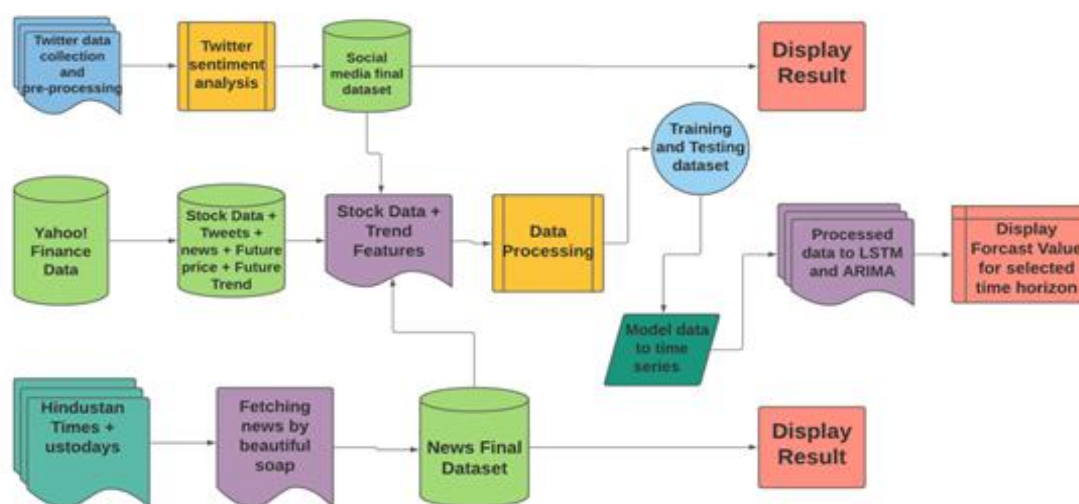 Twitter data
collection
and
pre-processing
Twitter
sentiment
analysis
Social
media final
dataset
Display
Result
Training
and Testing
dataset
Yahoo!
Finance
Data
Stock Data +
Tweets +
news + Future
price + Future
Trend
Stock Data +
Trend
Features
Data
Processing
Processed
data to LSTM
and ARIMA
Display
Forcast Value
for selected
time horizon
Model data
to time
series
Hindustan
Times +
ustodays
Fetching
news by
beautiful
soap
News Final
Dataset
Display
Result